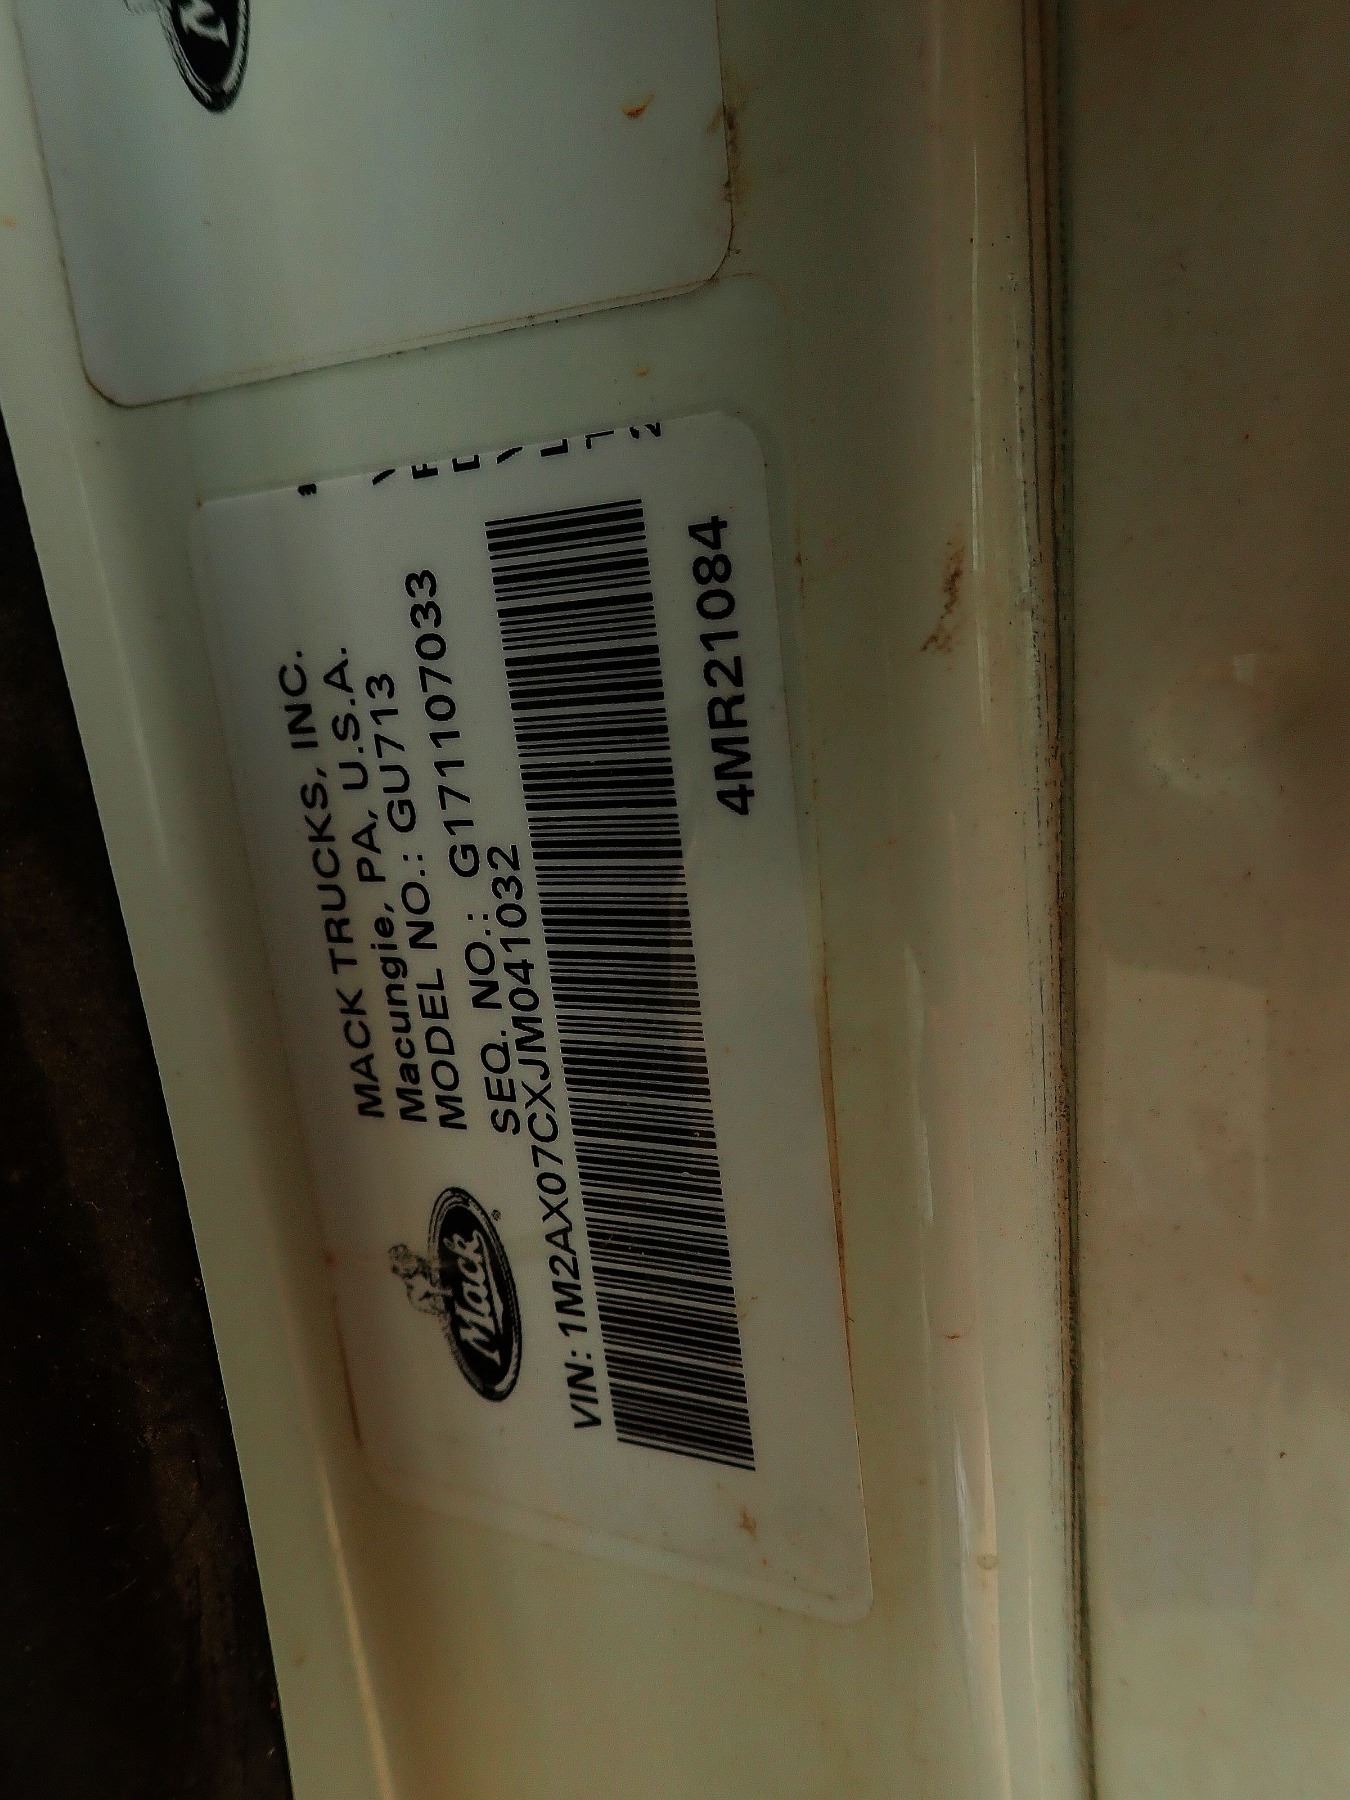 MACK TRUCKS, INC.
Macungie, PA, U.S.A.
MODEL NO.: GU713
SEQ. NO.: G171107033
Mack®
VIN: 1M2AX07CXJM041032
4MR21084